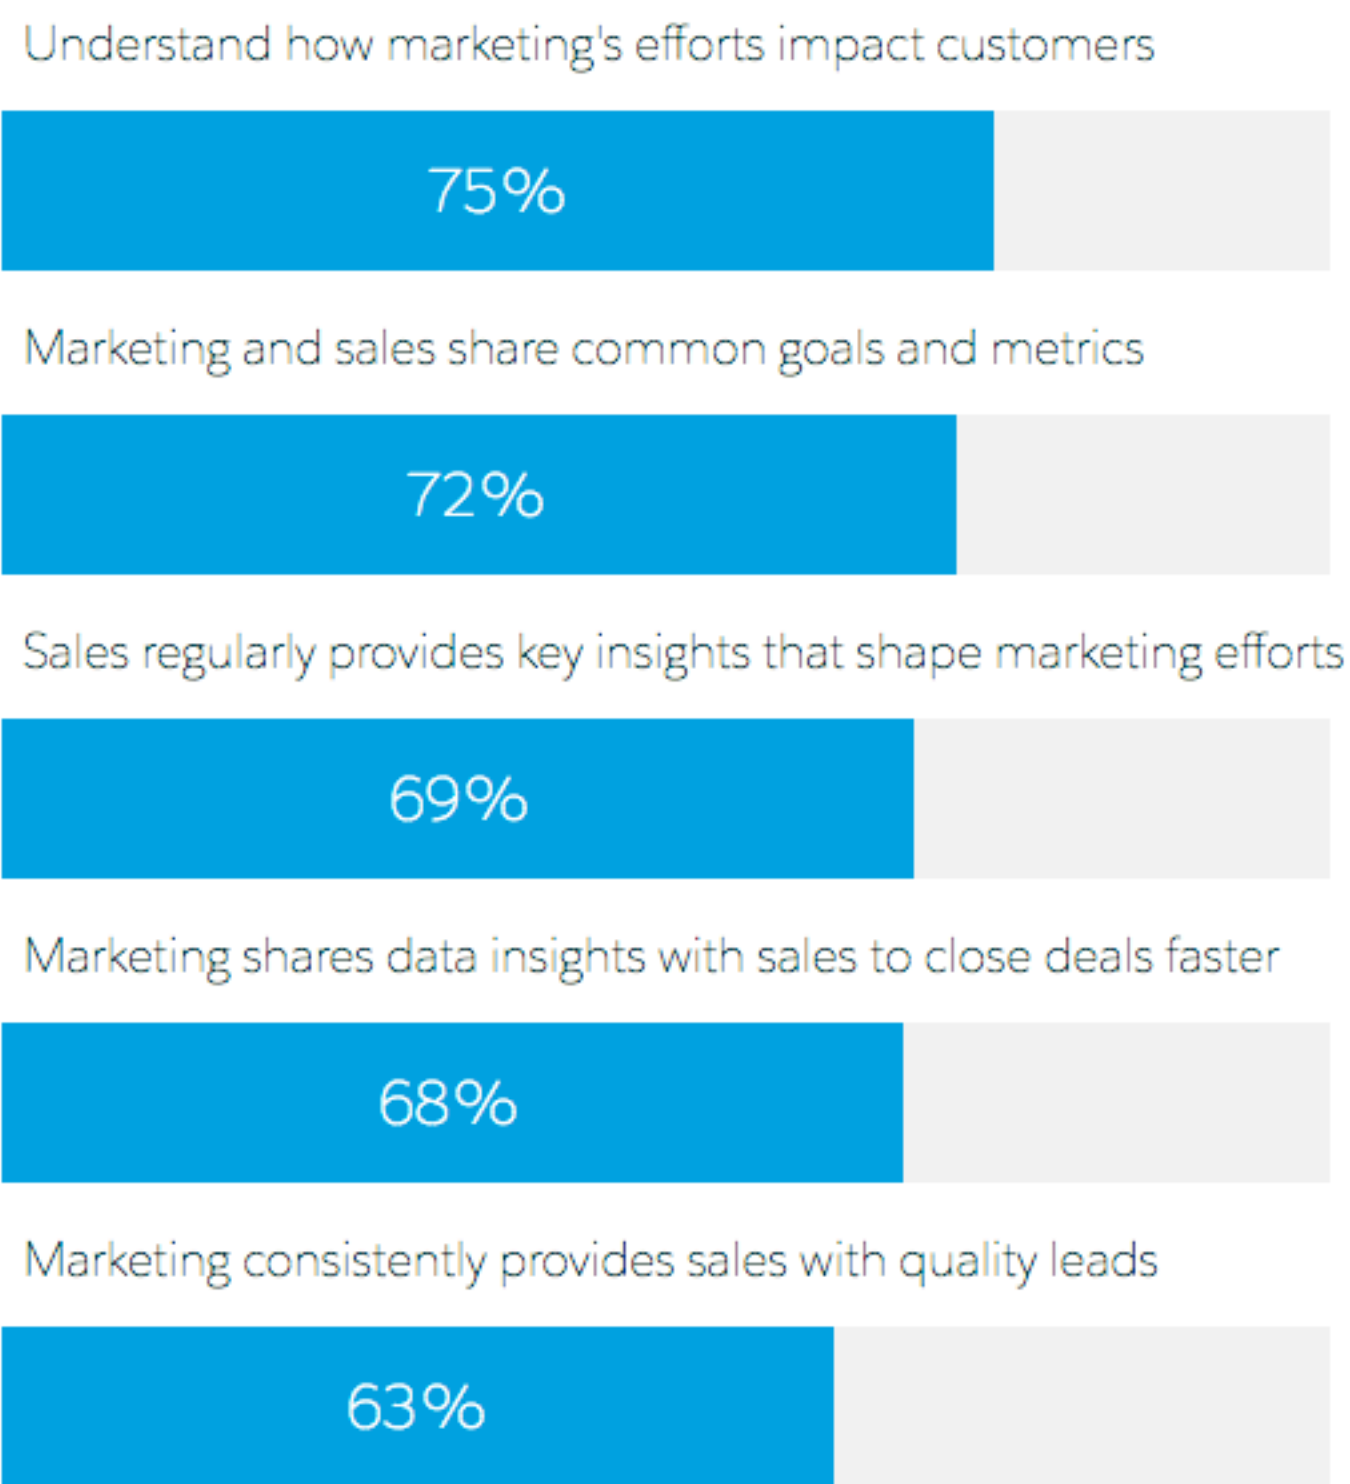 Understand how marketing's efforts impact customers
75%
Marketing and sales share common goals and metrics
72%
Sales regularly provides key insights that shape marketing efforts
69%
Marketing shares data insights with sales to close deals faster
68%
Marketing consistently provides sales with quality leads
63%